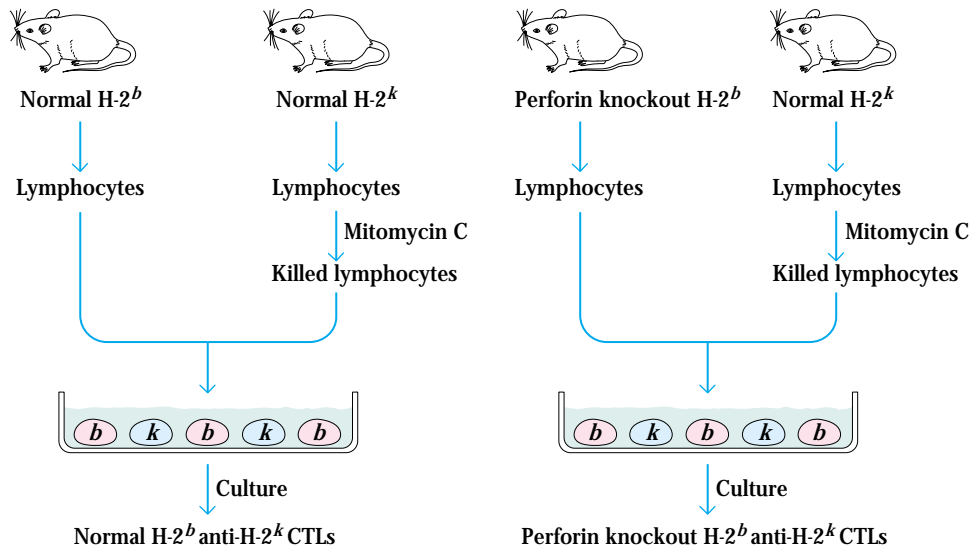 Normal H-2ᵇ
Normal H-2ᵏ
Perforin knockout H-2ᵇ
Normal H-2ᵏ
Lymphocytes
Lymphocytes
Lymphocytes
Lymphocytes
Mitomycin C
Mitomycin C
Killed lymphocytes
Killed lymphocytes
b k b k b
b k b k b
Culture
Culture
Normal H-2ᵇ anti-H-2ᵏ CTLs
Perforin knockout H-2ᵇ anti-H-2ᵏ CTLs